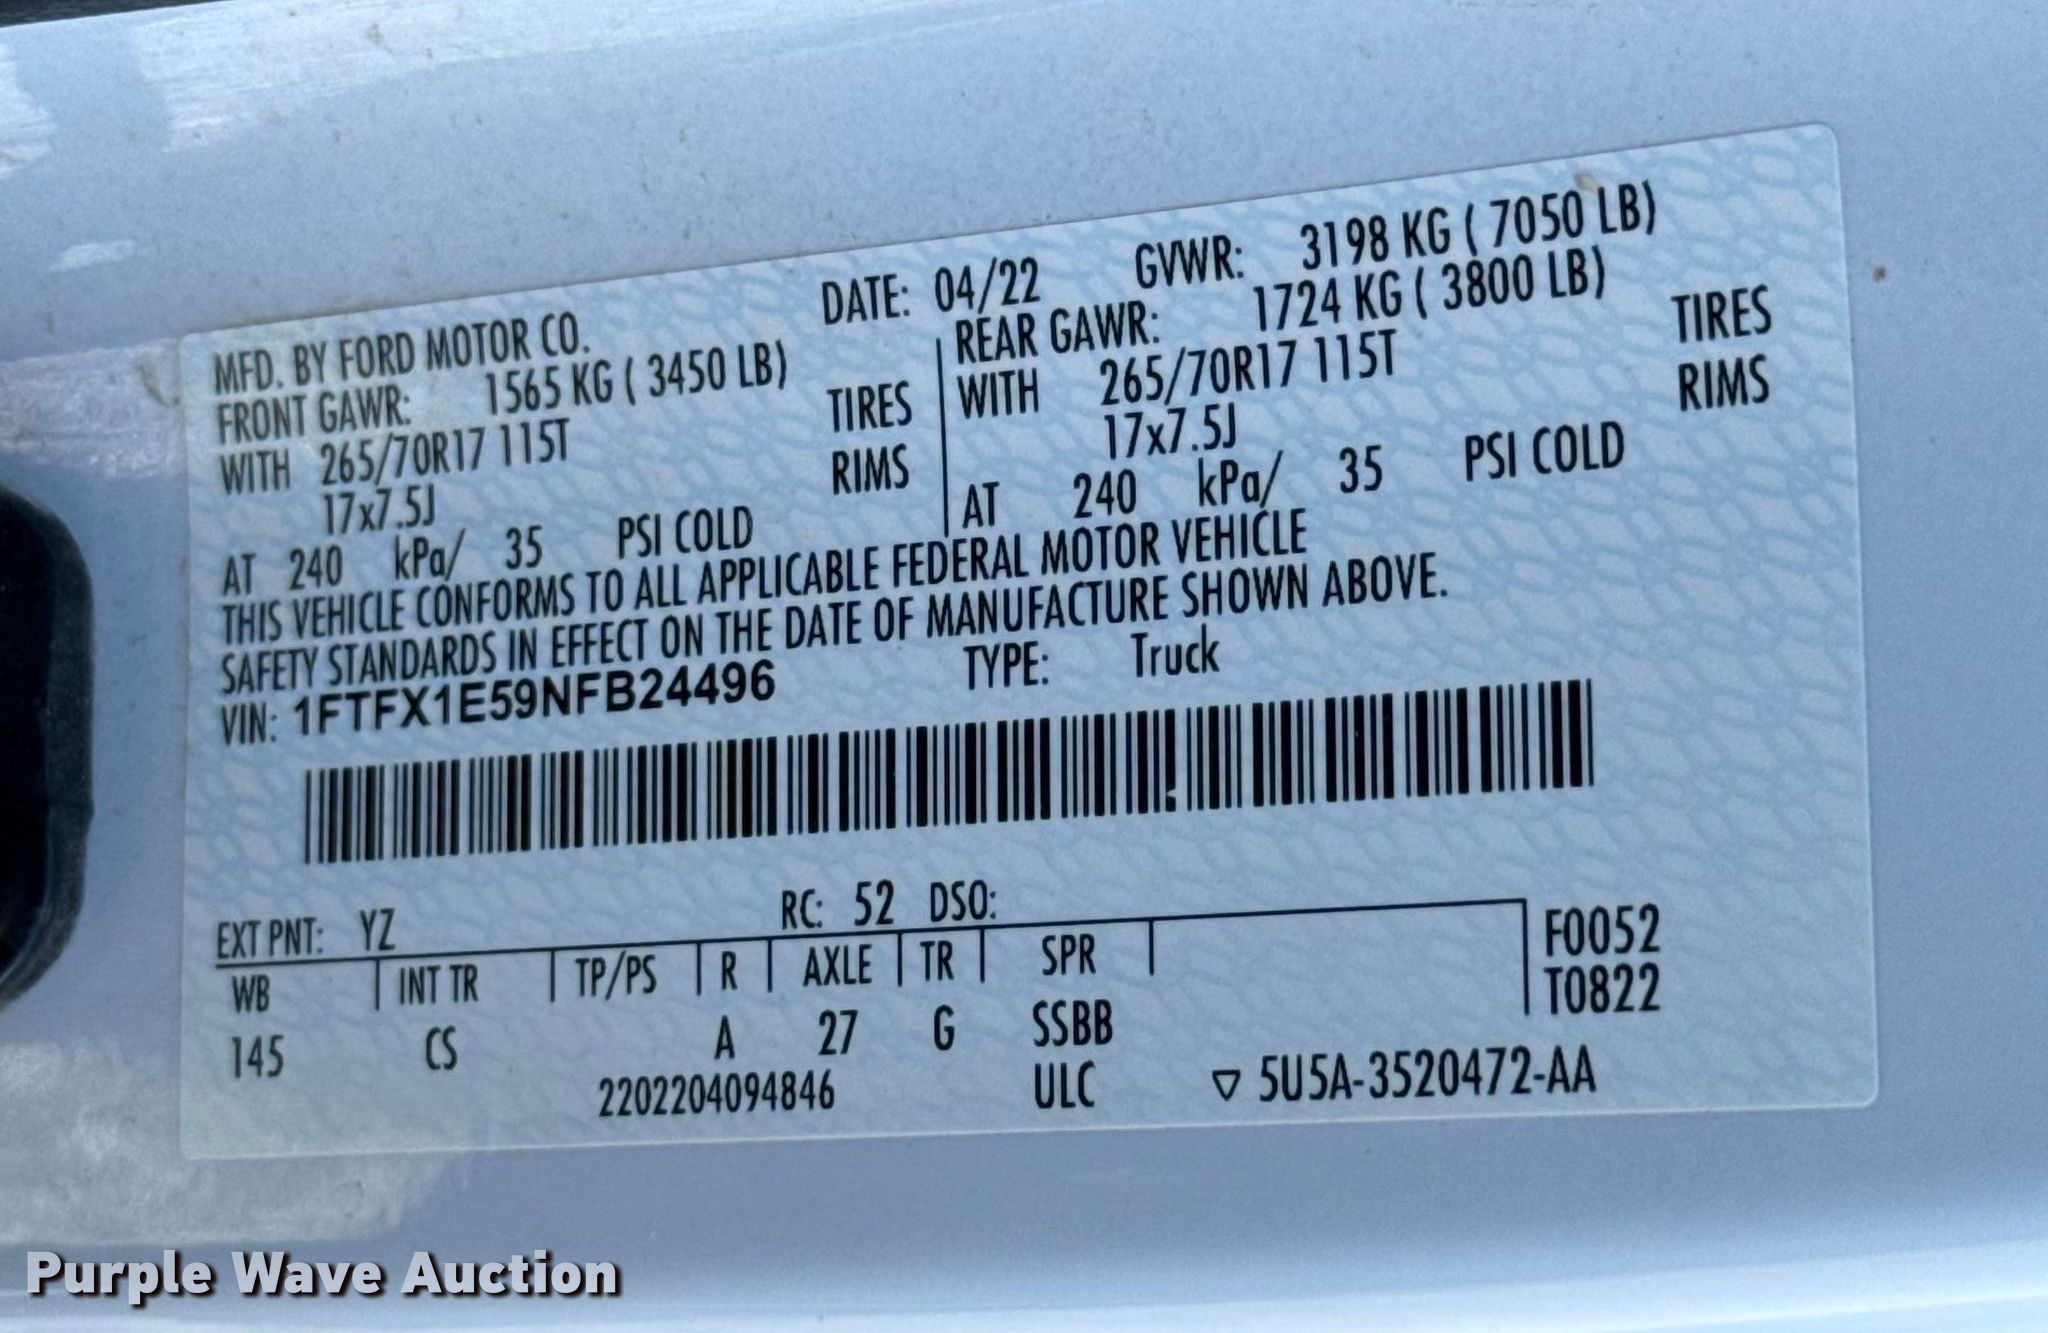 MFD. BY FORD MOTOR CO. DATE: 04/22 GVWR: 3198 KG ( 7050 LB)
FRONT GAWR: 1565 KG ( 3450 LB) REAR GAWR: 1724 KG ( 3800 LB)
WITH 265/70R17 115T TIRES WITH 265/70R17 115T TIRES
17x7.5J RIMS 17x7.5J RIMS
AT 240 kPa/ 35 PSI COLD AT 240 kPa/ 35 PSI COLD
THIS VEHICLE CONFORMS TO ALL APPLICABLE FEDERAL MOTOR VEHICLE
SAFETY STANDARDS IN EFFECT ON THE DATE OF MANUFACTURE SHOWN ABOVE.
VIN: 1FTFX1E59NFB24496 TYPE: Truck
EXT PNT: YZ RC: 52 DSO:
WB INT TR TP/PS R AXLE TR SPR F0052
145 CS A 27 G SSBB T0822
2202204094846 ULC ▽ 5U5A-3520472-AA
Purple Wave Auction